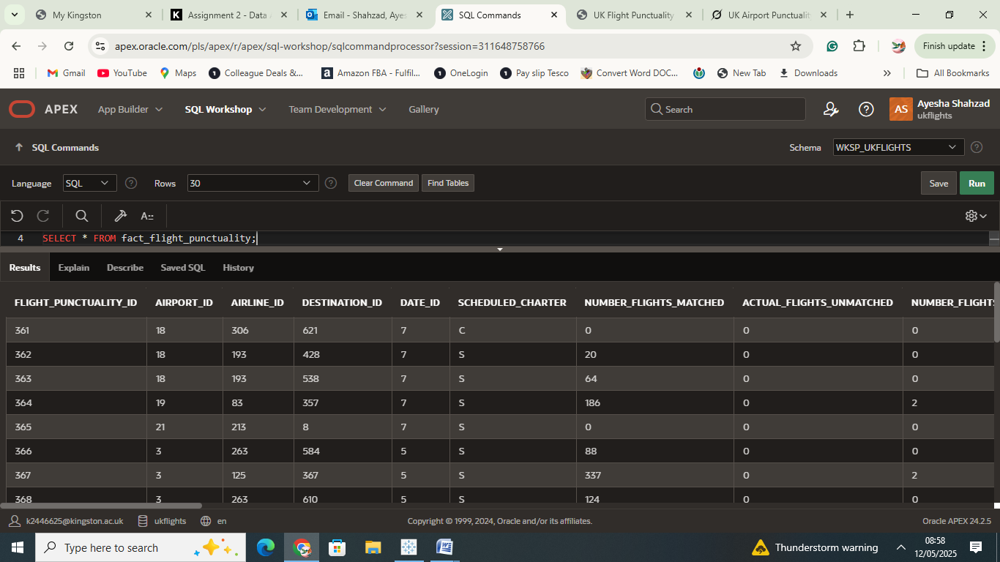 My Kingston
Assignment 2 - Data A
Email - Shahzad, Ayes
SQL Commands
UK Flight Punctuality
UK Airport Punctualit
apex.oracle.com/pls/apex/r/apex/sql-workshop/sqlcommandprocessor?session=311648758766
Finish update
Gmail
YouTube
Maps
Colleague Deals &...
Amazon FBA - Fulfil...
OneLogin
Pay slip Tesco
Convert Word DOC...
New Tab
Downloads
All Bookmarks
APEX
App Builder
SQL Workshop
Team Development
Gallery
Search
AS
Ayesha Shahzad
ukflights
SQL Commands
Schema
WKSP_UKFLIGHTS
Language
SQL
Rows
30
Clear Command
Find Tables
Save
Run
4 SELECT * FROM fact_flight_punctuality;
Results
Explain
Describe
Saved SQL
History
FLIGHT_PUNCTUALITY_ID AIRPORT_ID AIRLINE_ID DESTINATION_ID DATE_ID SCHEDULED_CHARTER NUMBER_FLIGHTS_MATCHED ACTUAL_FLIGHTS_UNMATCHED NUMBER_FLIGHTS
361 18 306 621 7 C 0 0 0
362 18 193 428 7 S 20 0 0
363 18 193 538 7 S 64 0 0
364 19 83 357 7 S 186 0 2
365 21 213 8 7 S 0 0 0
366 3 263 584 5 S 88 0 0
367 3 125 367 5 S 337 0 2
368 3 263 610 5 S 124 0 0
k2446625@kingston.ac.uk
ukflights
en
Copyright © 1999, 2024, Oracle and/or its affiliates.
Oracle APEX 24.2.5
Type here to search
Thunderstorm warning
08:58
12/05/2025